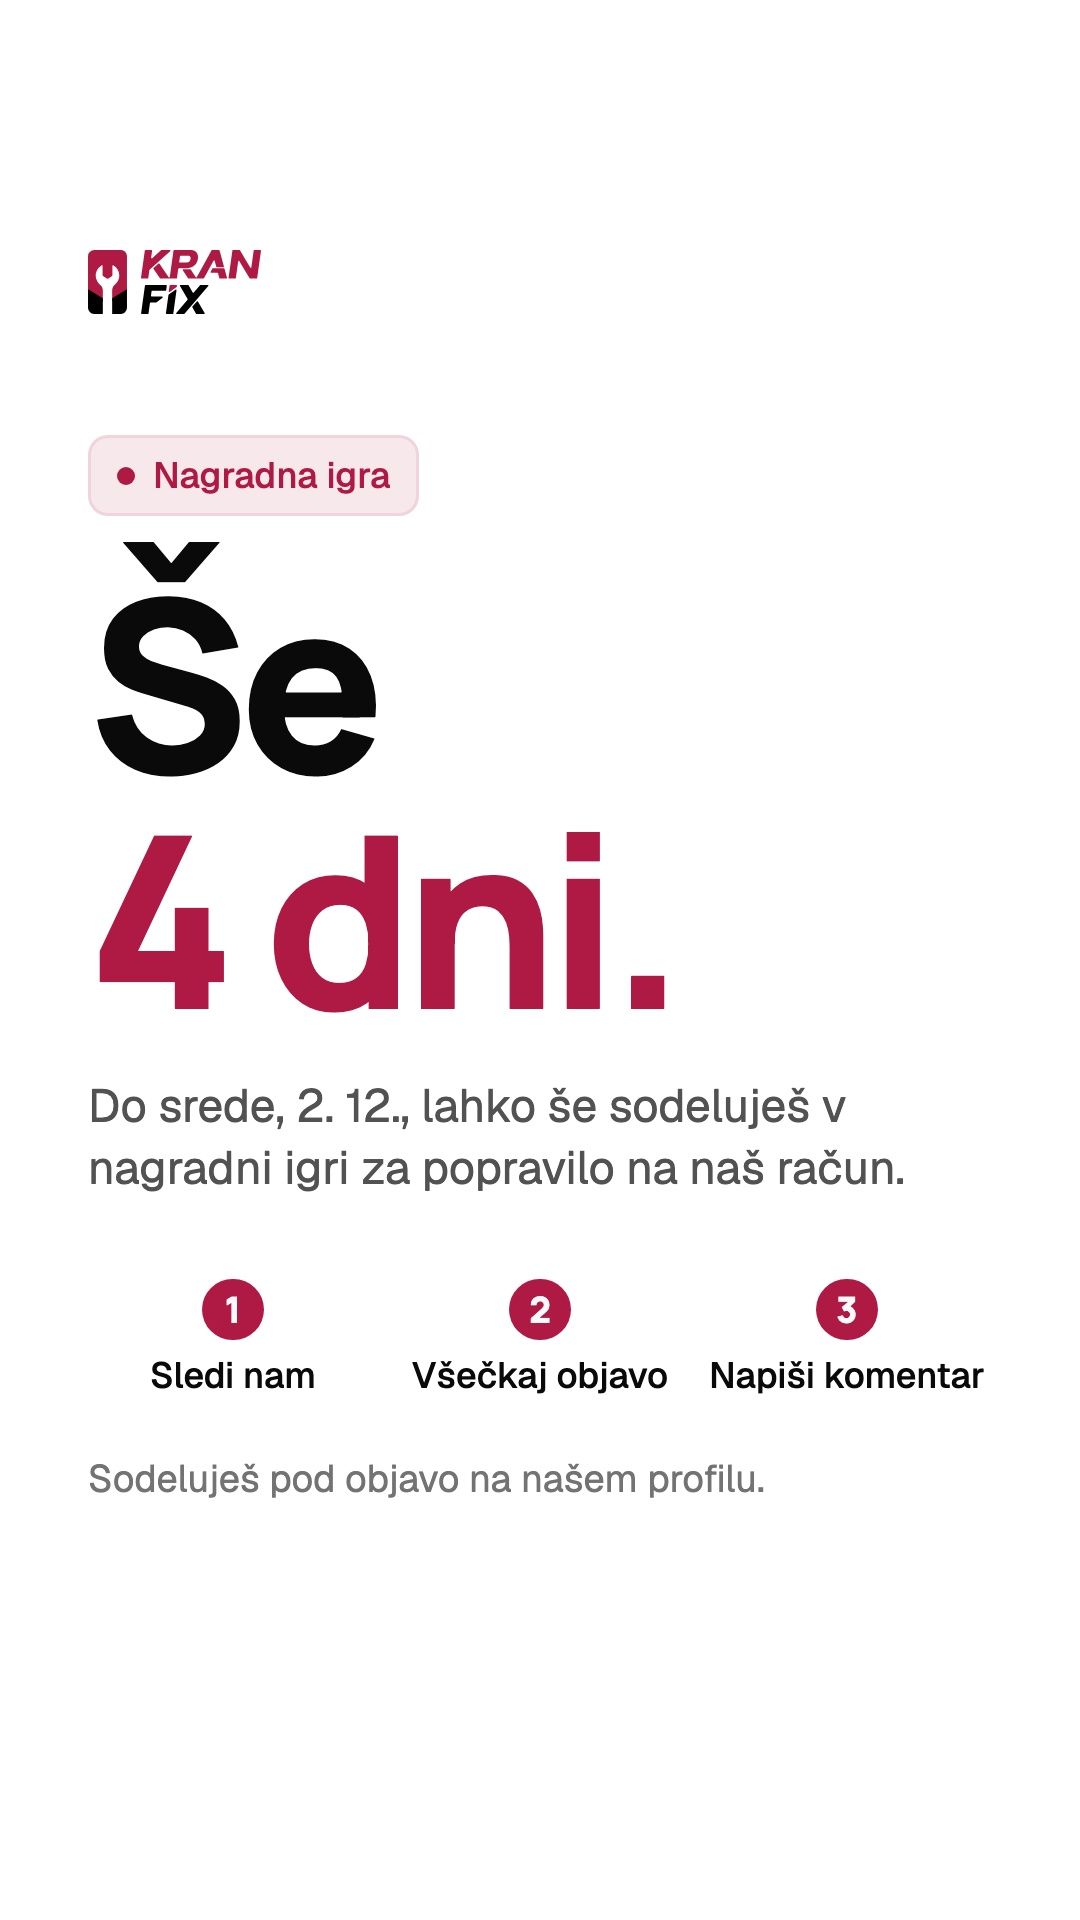 KRAN
FIX
Nagradna igra
Še
4 dni.
Do srede, 2. 12., lahko še sodeluješ v
nagradni igri za popravilo na naš račun.
1
Sledi nam
2
Všečkaj objavo
3
Napiši komentar
Sodeluješ pod objavo na našem profilu.